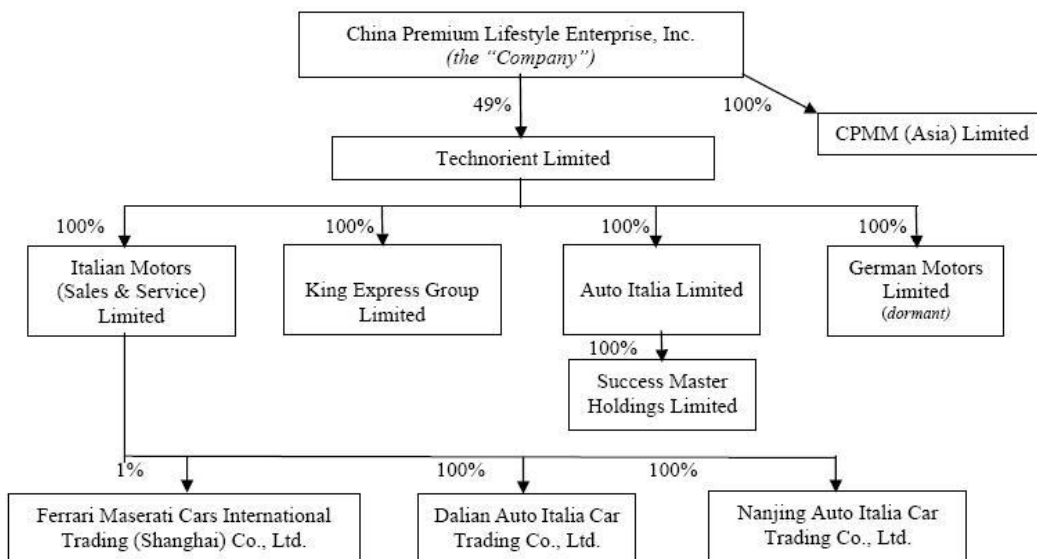 China Premium Lifestyle Enterprise, Inc.
(the “Company”)
49%
100%
CPMM (Asia) Limited
Technorient Limited
100%
100%
100%
100%
Italian Motors
(Sales & Service)
Limited
King Express Group
Limited
Auto Italia Limited
German Motors
Limited
(dormant)
100%
Success Master
Holdings Limited
1%
100%
100%
Ferrari Maserati Cars International
Trading (Shanghai) Co., Ltd.
Dalian Auto Italia Car
Trading Co., Ltd.
Nanjing Auto Italia Car
Trading Co., Ltd.